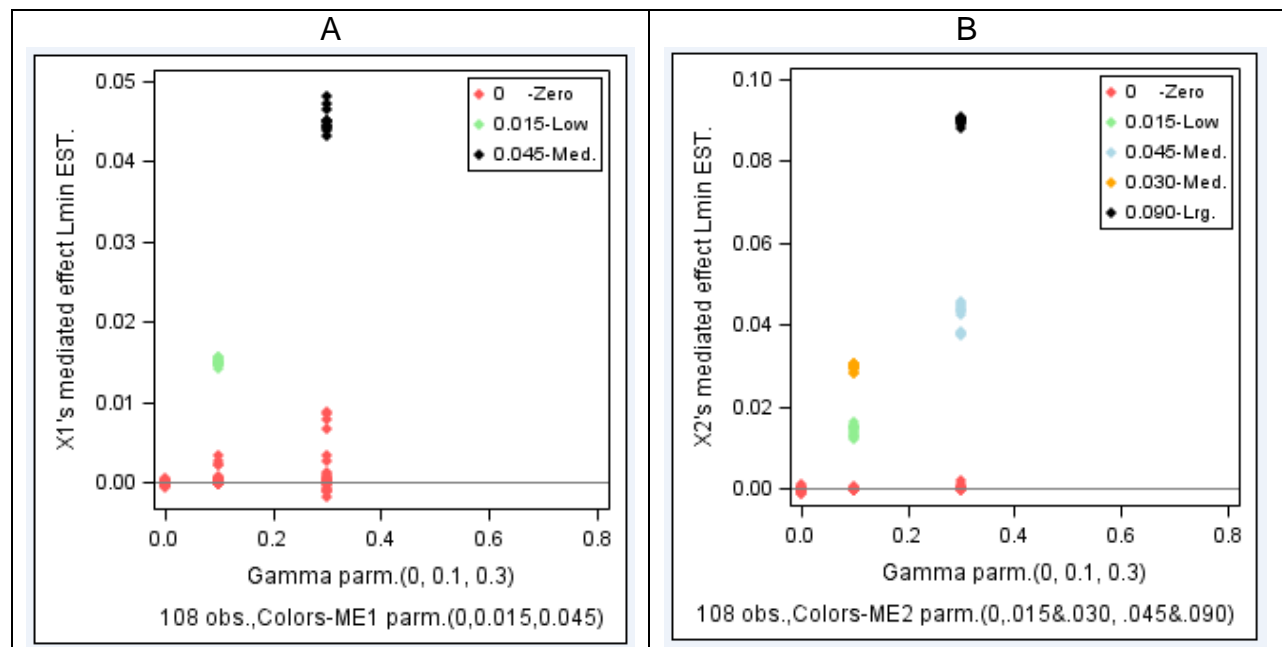 A
B
0.05
0.04
0.03
0.02
0.01
0.00
X1's mediated effect Lmin EST.
0 -Zero
0.015-Low
0.045-Med.
0.0 0.2 0.4 0.6 0.8
Gamma parm.(0, 0.1, 0.3)
108 obs.,Colors-ME1 parm.(0,0.015,0.045)
0.10
0.08
0.06
0.04
0.02
0.00
X2's mediated effect Lmin EST.
0 -Zero
0.015-Low
0.045-Med.
0.030-Med.
0.090-Lrg.
0.0 0.2 0.4 0.6 0.8
Gamma parm.(0, 0.1, 0.3)
108 obs.,Colors-ME2 parm.(0,.015&.030, .045&.090)